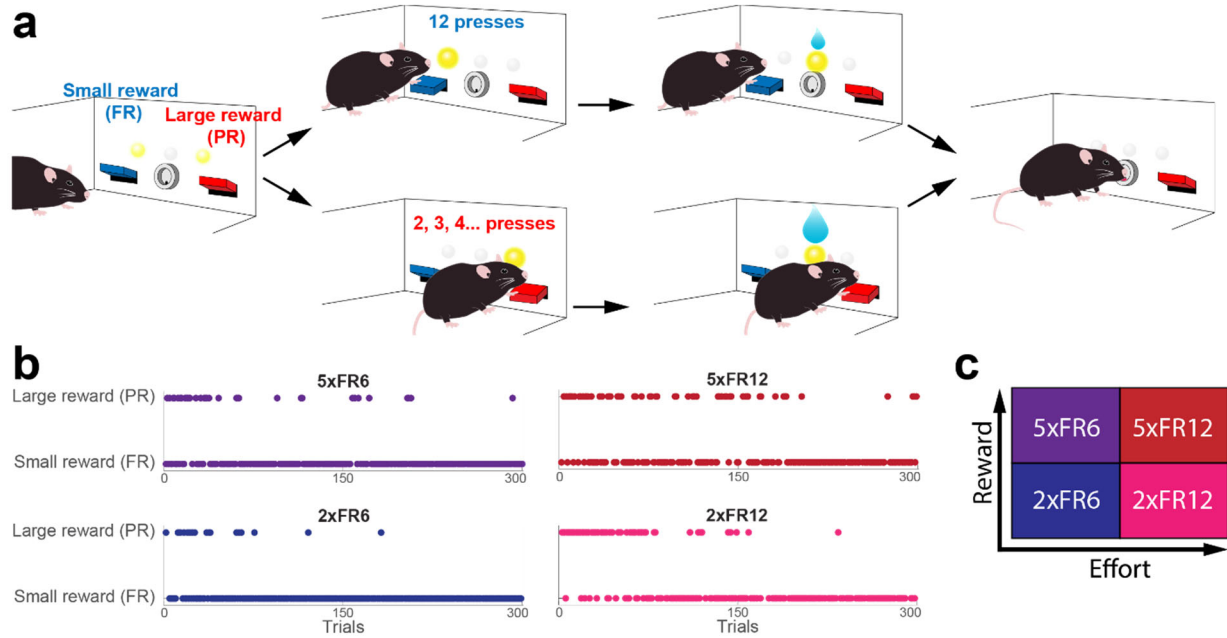 a
12 presses
Small reward
(FR)
Large reward
(PR)
2, 3, 4... presses
b
5xFR6
5xFR12
Large reward (PR)
Small reward (FR)
0
150
300
0
150
300
2xFR6
2xFR12
Large reward (PR)
Small reward (FR)
0
150
300
0
150
300
Trials
Trials
c
Reward
5xFR6
5xFR12
2xFR6
2xFR12
Effort